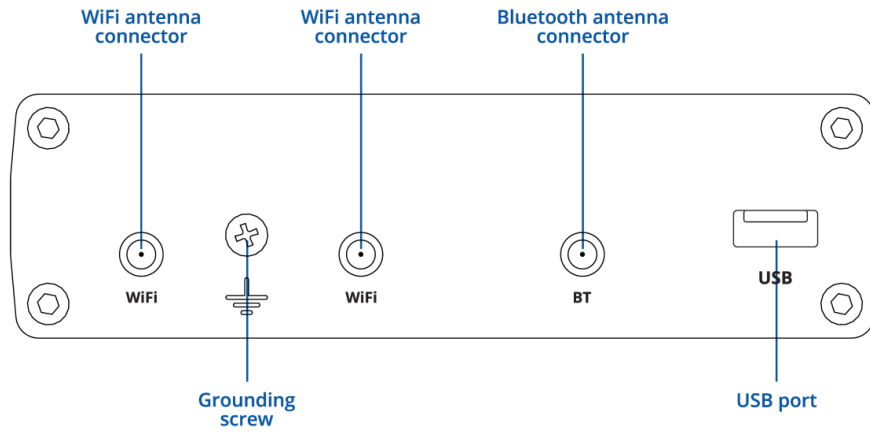 WiFi antenna
connector
WiFi antenna
connector
Bluetooth antenna
connector
WiFi
WiFi
BT
USB
Grounding
screw
USB port